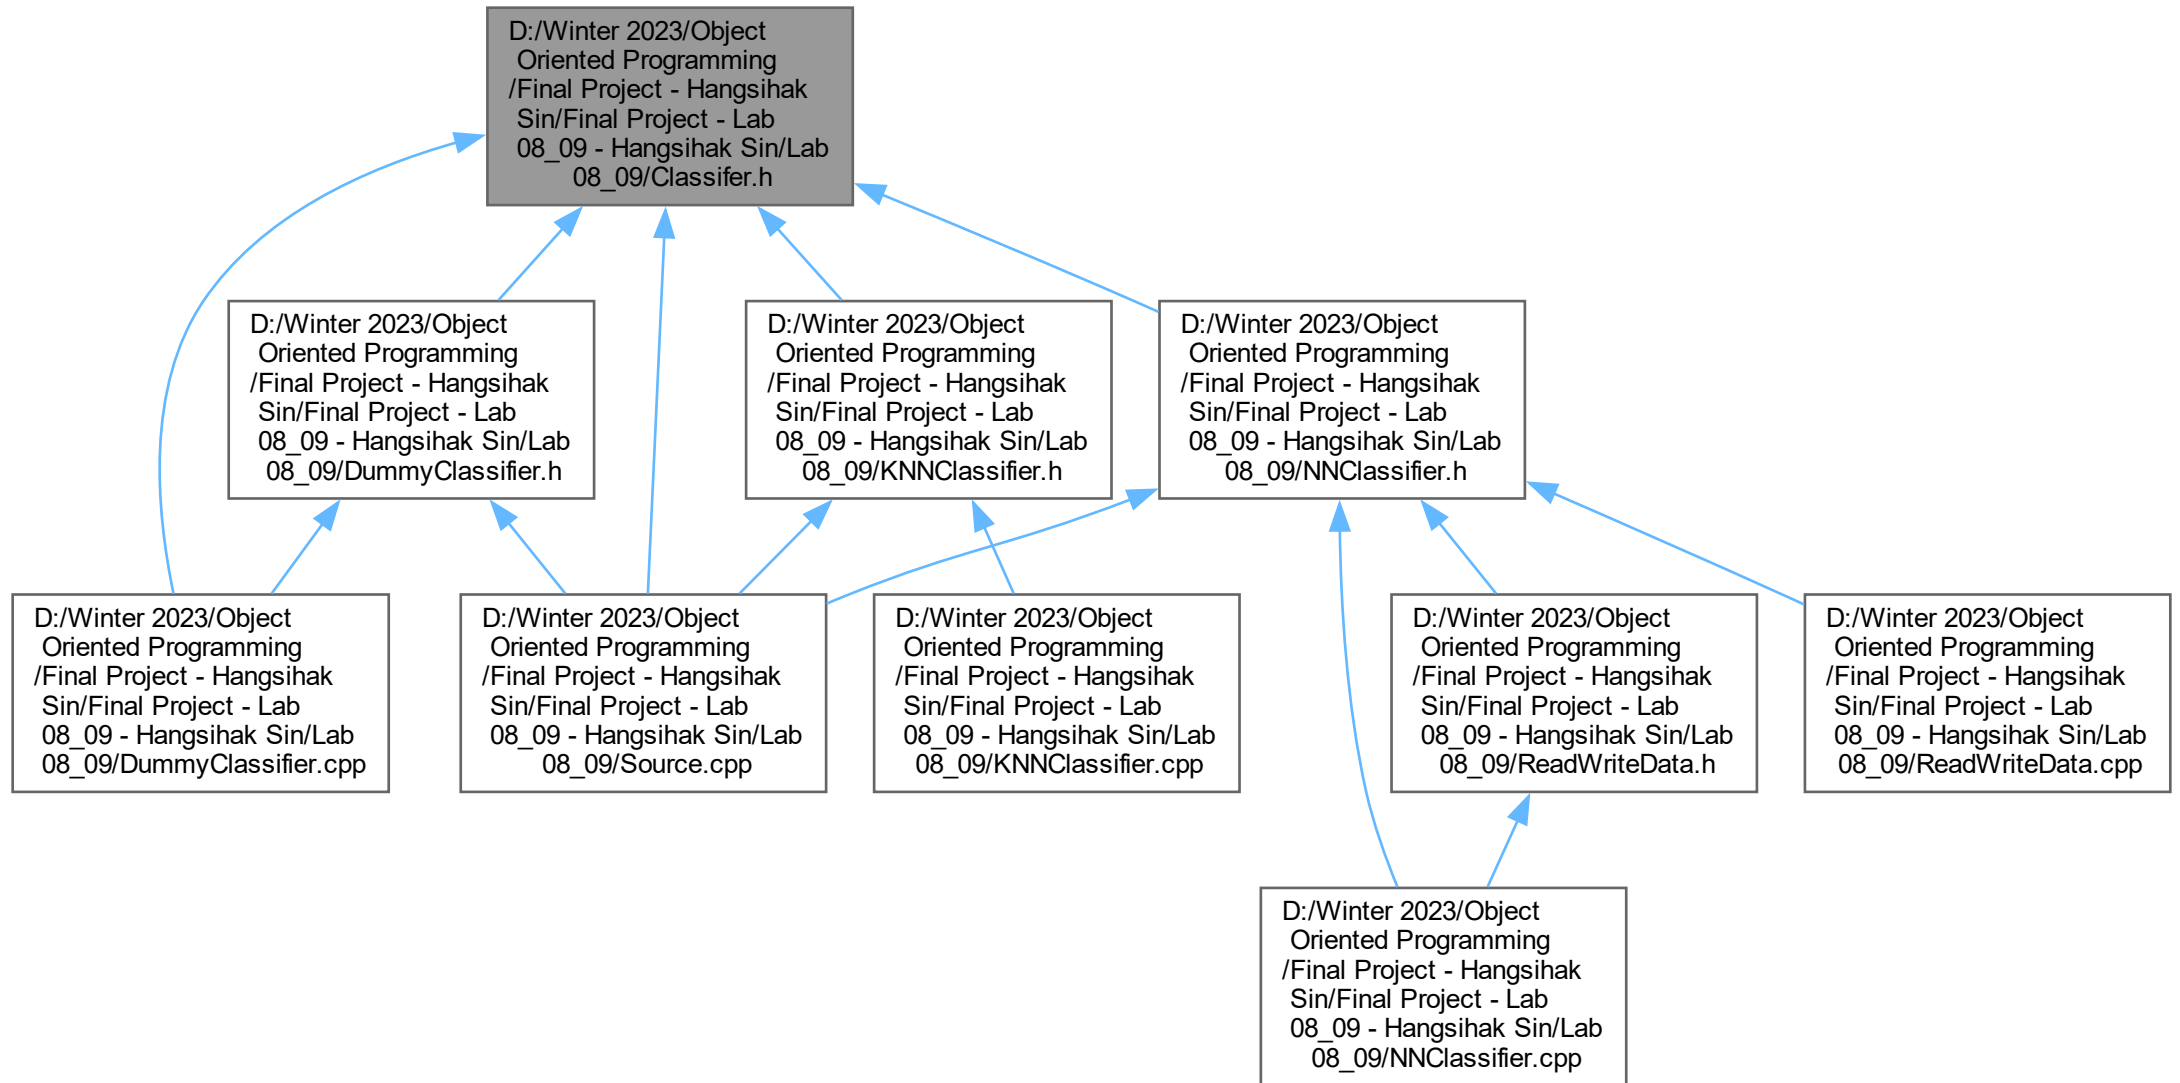 D:/Winter 2023/Object
Oriented Programming
/Final Project - Hangsihak
Sin/Final Project - Lab
08_09 - Hangsihak Sin/Lab
08_09/Classifer.h
D:/Winter 2023/Object
Oriented Programming
/Final Project - Hangsihak
Sin/Final Project - Lab
08_09 - Hangsihak Sin/Lab
08_09/DummyClassifier.h
D:/Winter 2023/Object
Oriented Programming
/Final Project - Hangsihak
Sin/Final Project - Lab
08_09 - Hangsihak Sin/Lab
08_09/KNNClassifier.h
D:/Winter 2023/Object
Oriented Programming
/Final Project - Hangsihak
Sin/Final Project - Lab
08_09 - Hangsihak Sin/Lab
08_09/NNClassifier.h
D:/Winter 2023/Object
Oriented Programming
/Final Project - Hangsihak
Sin/Final Project - Lab
08_09 - Hangsihak Sin/Lab
08_09/DummyClassifier.cpp
D:/Winter 2023/Object
Oriented Programming
/Final Project - Hangsihak
Sin/Final Project - Lab
08_09 - Hangsihak Sin/Lab
08_09/Source.cpp
D:/Winter 2023/Object
Oriented Programming
/Final Project - Hangsihak
Sin/Final Project - Lab
08_09 - Hangsihak Sin/Lab
08_09/KNNClassifier.cpp
D:/Winter 2023/Object
Oriented Programming
/Final Project - Hangsihak
Sin/Final Project - Lab
08_09 - Hangsihak Sin/Lab
08_09/ReadWriteData.h
D:/Winter 2023/Object
Oriented Programming
/Final Project - Hangsihak
Sin/Final Project - Lab
08_09 - Hangsihak Sin/Lab
08_09/ReadWriteData.cpp
D:/Winter 2023/Object
Oriented Programming
/Final Project - Hangsihak
Sin/Final Project - Lab
08_09 - Hangsihak Sin/Lab
08_09/NNClassifier.cpp